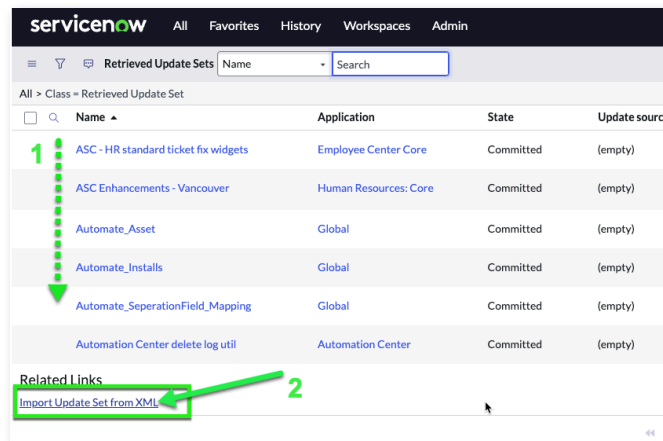 servicenow All Favorites History Workspaces Admin
Retrieved Update Sets Name Search
All > Class = Retrieved Update Set
Name Application State Update sourc
1
ASC - HR standard ticket fix widgets Employee Center Core Committed (empty)
ASC Enhancements - Vancouver Human Resources: Core Committed (empty)
Automate_Asset Global Committed (empty)
Automate_Installs Global Committed (empty)
Automate_SeperationField_Mapping Global Committed (empty)
Automation Center delete log util Automation Center Committed (empty)
Related Links
2
Import Update Set from XML